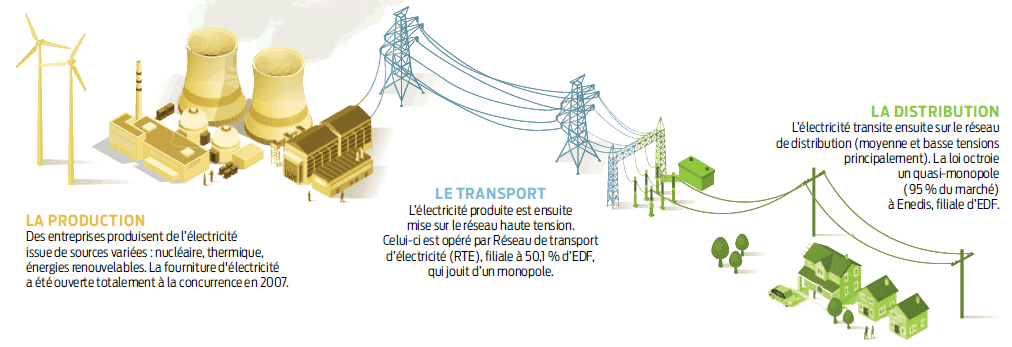 LA PRODUCTION
Des entreprises produisent de l'électricité
issue de sources variées : nucléaire, thermique,
énergies renouvelables. La fourniture d'électricité
a été ouverte totalement à la concurrence en 2007.
LE TRANSPORT
L'électricité produite est ensuite
mise sur le réseau haute tension.
Celui-ci est opéré par Réseau de transport
d'électricité (RTE), filiale à 50,1 % d'EDF,
qui jouit d'un monopole.
LA DISTRIBUTION
L'électricité transite ensuite sur le réseau
de distribution (moyenne et basse tensions
principalement). La loi octroie
un quasi-monopole
(95 % du marché)
à Enedis, filiale d'EDF.